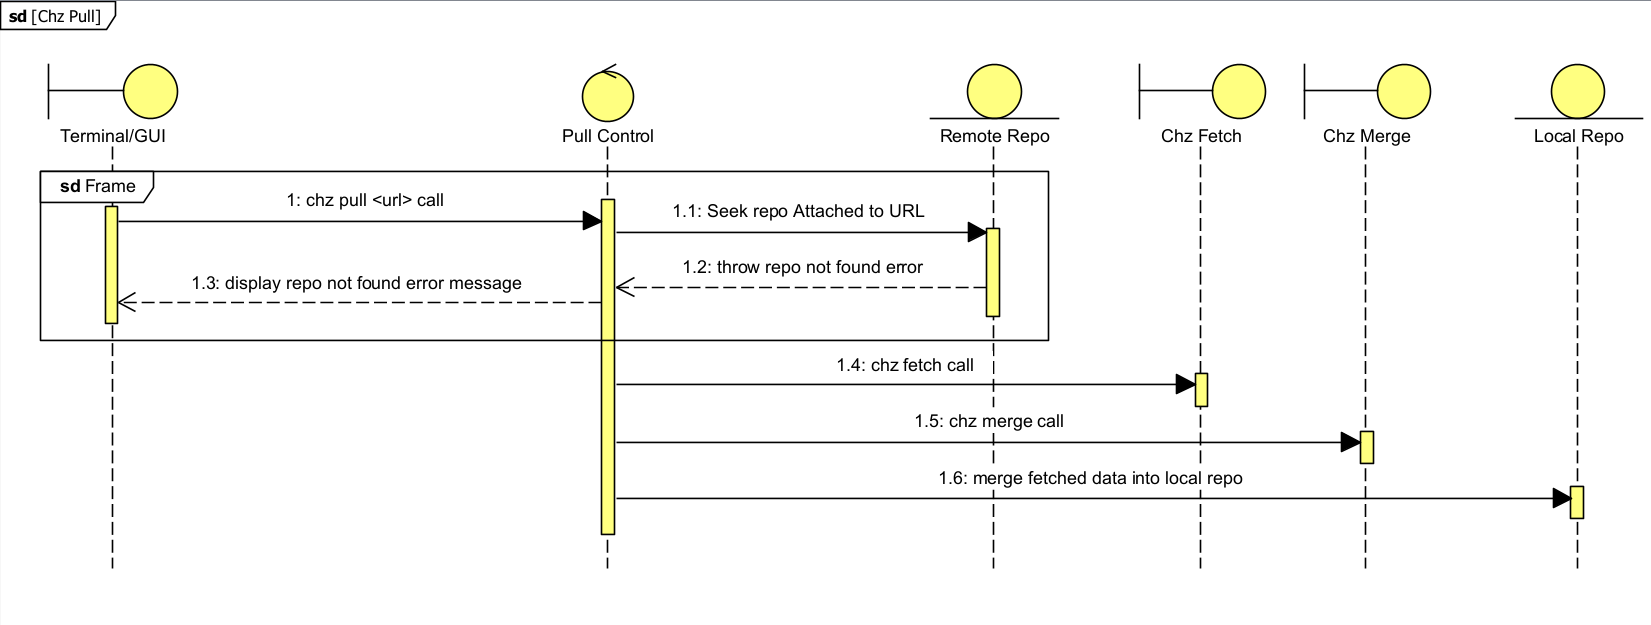 sd [Chz Pull]
Terminal/GUI
Pull Control
Remote Repo
Chz Fetch
Chz Merge
Local Repo
sd Frame
1: chz pull <url> call
1.1: Seek repo Attached to URL
1.2: throw repo not found error
1.3: display repo not found error message
1.4: chz fetch call
1.5: chz merge call
1.6: merge fetched data into local repo